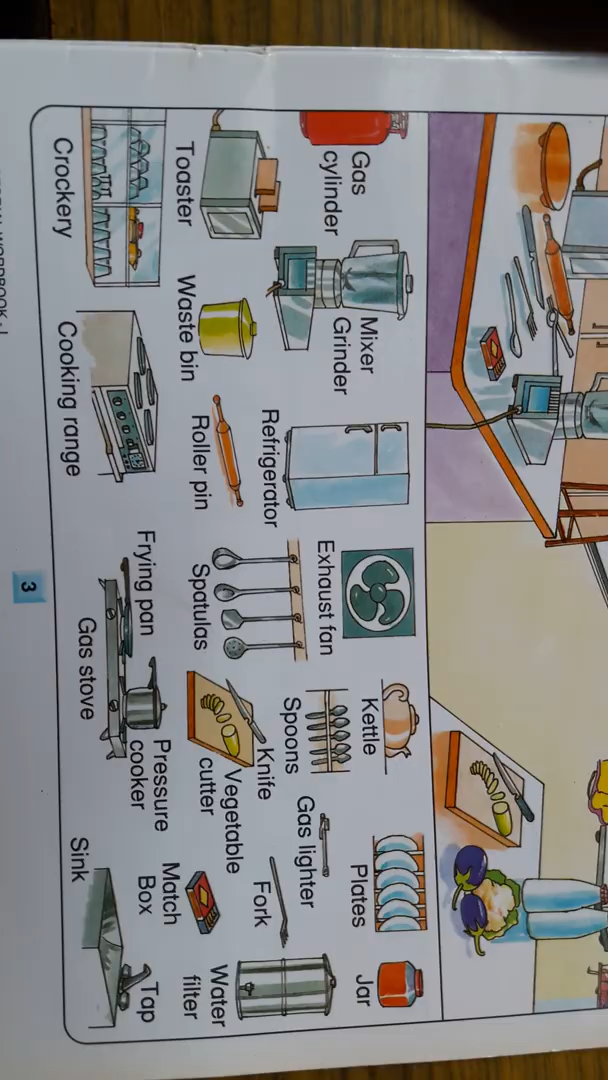 Gas
cylinder
Mixer
Grinder
Refrigerator
Exhaust fan
Kettle
Plates
Jar
Toaster
Waste bin
Roller pin
Spatulas
Spoons
Knife
Vegetable
cutter
Gas lighter
Fork
Water
filter
Crockery
Cooking range
Frying pan
Gas stove
Pressure
cooker
Match
Box
Sink
Tap
3
WORDBOOK - I